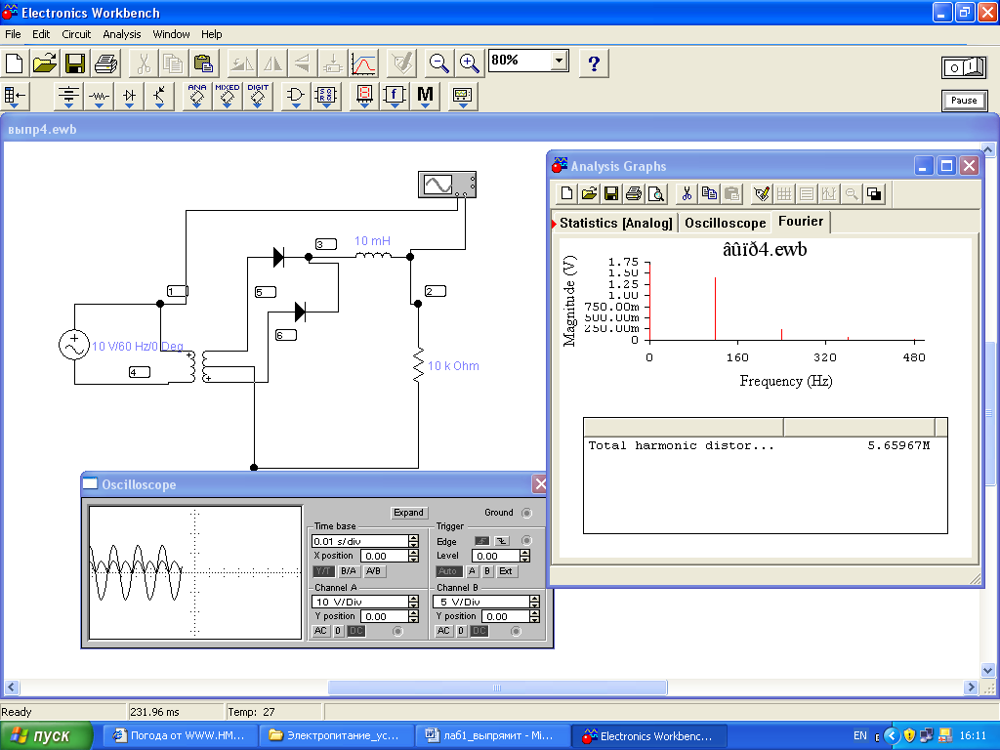 Electronics Workbench
File Edit Circuit Analysis Window Help
80%
?
ANA MIXED DIGIT
f M
Pause
выпр4.ewb
Analysis Graphs
Statistics [Analog] Oscilloscope Fourier
âûïð4.ewb
Magnitude (V)
1.75
1.50
1.25
1.00
750.00m
500.00m
250.00m
0
0 160 320 480
Frequency (Hz)
Total harmonic distor... 5.65967M
3
10 mH
1
5
2
6
10 V/60 Hz/0 Deg
4
10 k Ohm
Oscilloscope
Expand Ground
Time base Trigger
0.01 s/div Edge
X position 0.00 Level 0.00
Y/T B/A A/B Auto A B Ext
Channel A Channel B
10 V/Div 5 V/Div
Y position 0.00 Y position 0.00
AC 0 DC AC 0 DC
Ready 231.96 ms Temp: 27
пуск Погода от WWW.HM... Электропитание_ус... лаб1_выпрямит - Mi... Electronics Workbenc... EN 16:11